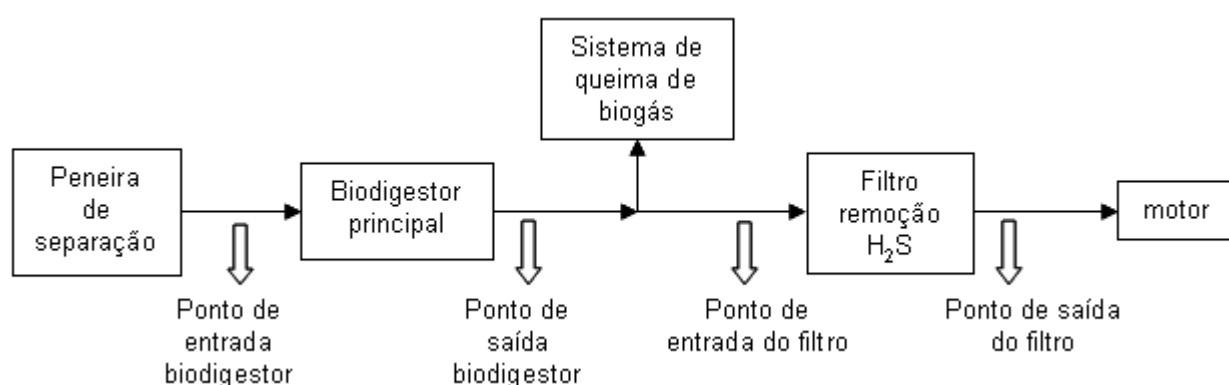 Sistema de
queima de
biogás
Peneira
de
separação
Biodigestor
principal
Filtro
remoção
H₂S
motor
Ponto de
entrada
biodigestor
Ponto de
saída
biodigestor
Ponto de
entrada do filtro
Ponto de saída
do filtro